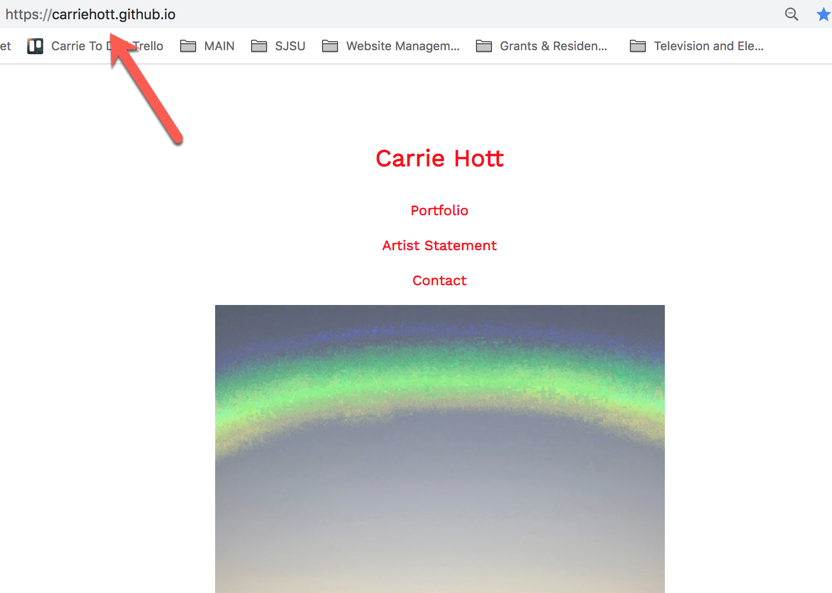 https://carriehott.github.io
et Carrie To D Trello MAIN SJSU Website Managem... Grants & Residen... Television and Ele...
Carrie Hott
Portfolio
Artist Statement
Contact